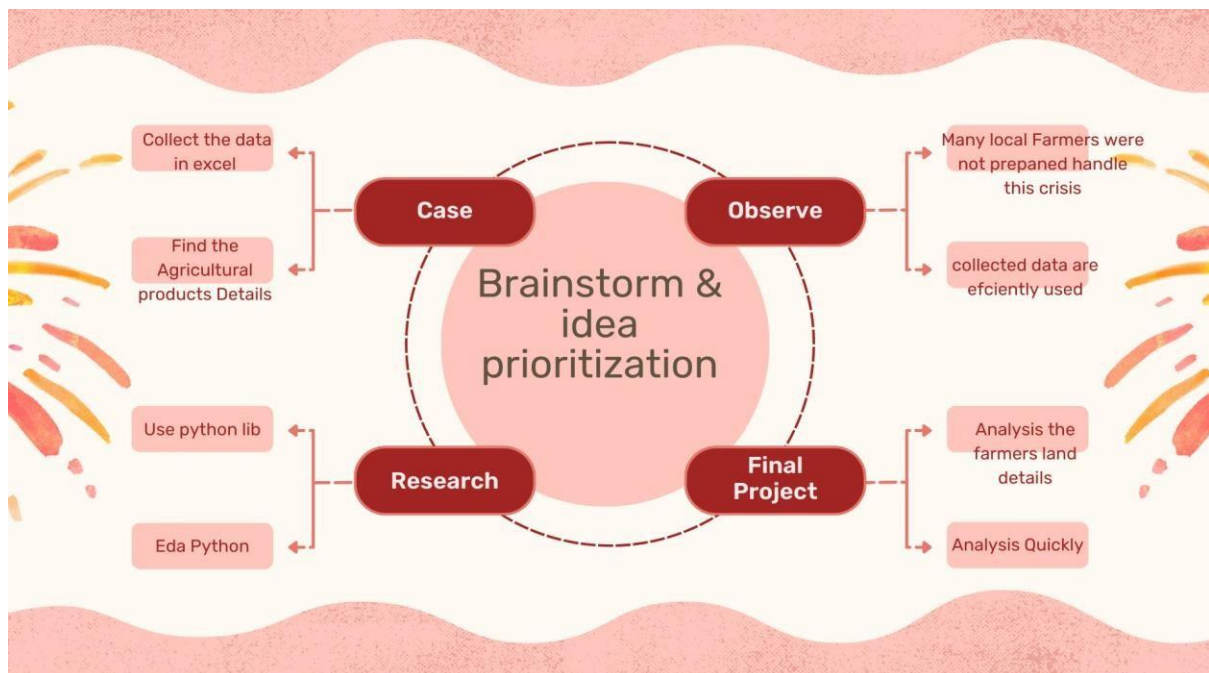 Collect the data
in excel
Case
Find the
Agricultural
products Details
Observe
Many local Farmers were
not prepaned handle
this crisis
collected data are
efciently used
Brainstorm &
idea
prioritization
Use python lib
Research
Eda Python
Final
Project
Analysis the
farmers land
details
Analysis Quickly